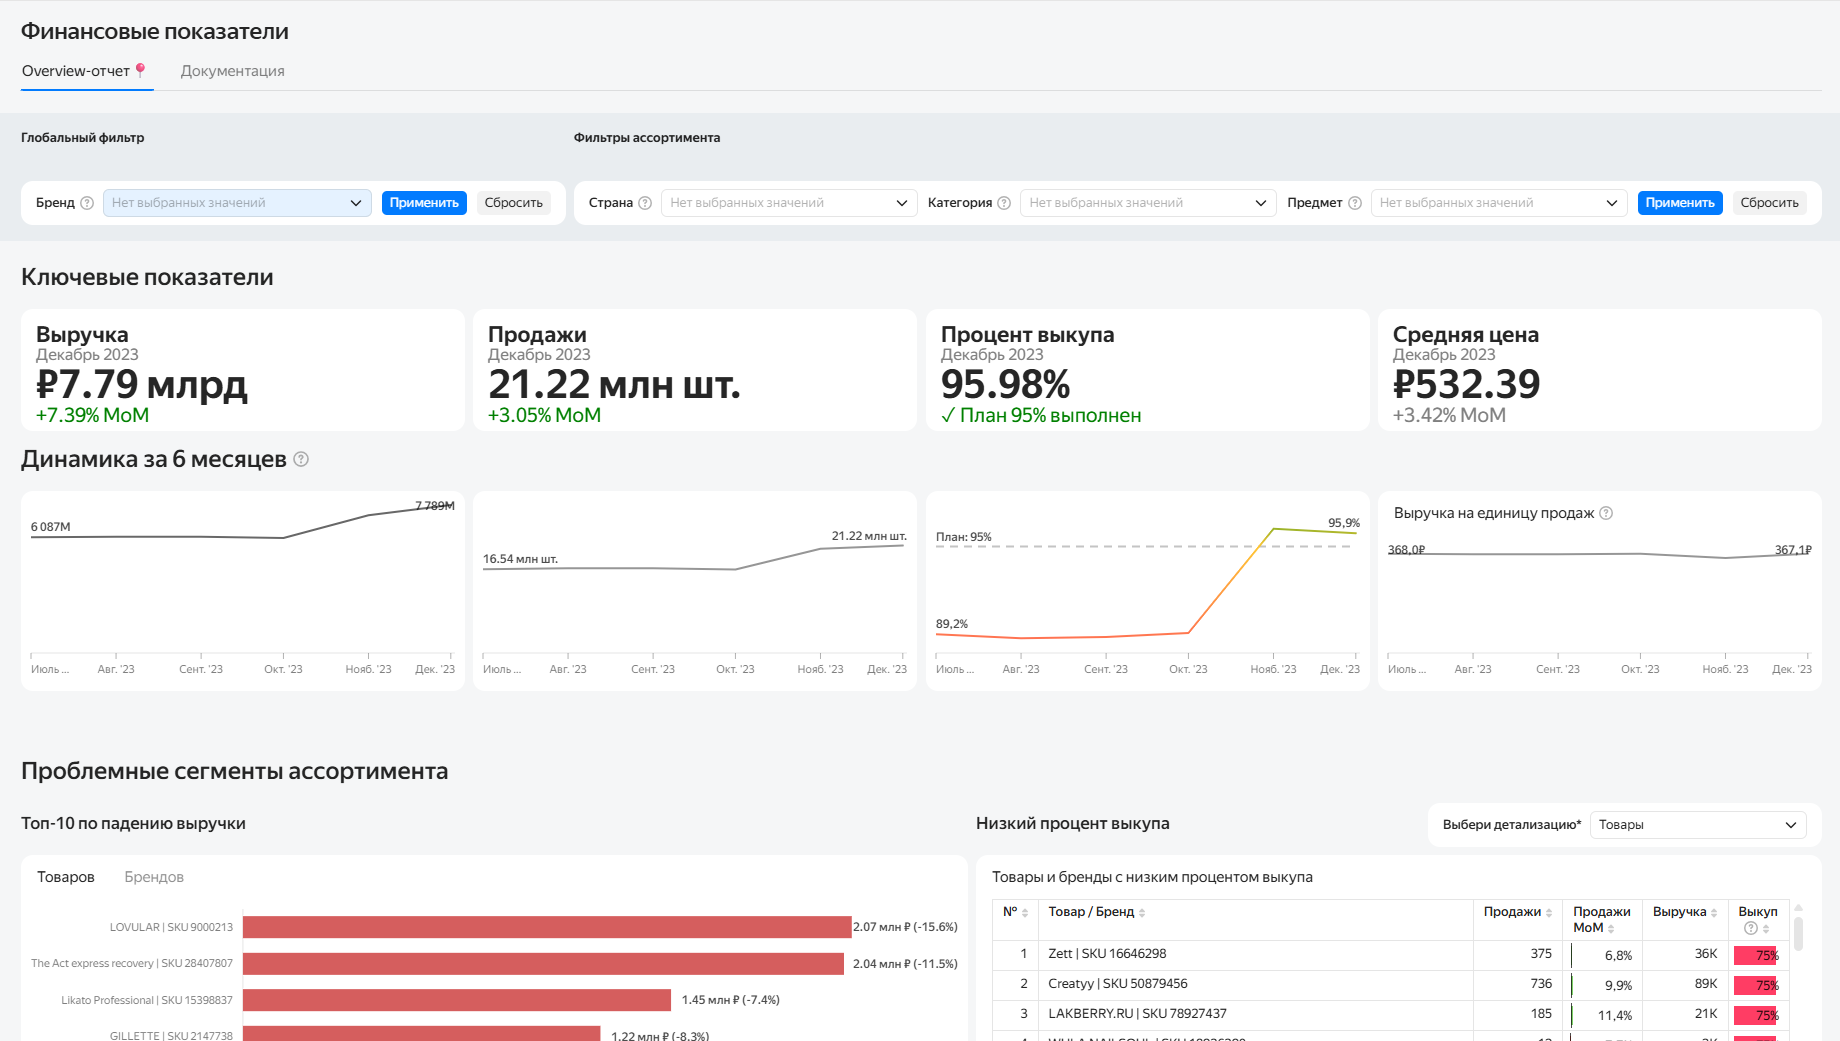 Финансовые показатели
Overview-отчет
Документация
Глобальный фильтр
Фильтры ассортимента
Бренд
Нет выбранных значений
Применить
Сбросить
Страна
Нет выбранных значений
Категория
Нет выбранных значений
Предмет
Нет выбранных значений
Применить
Сбросить
Ключевые показатели
Выручка
Декабрь 2023
₽7.79 млрд
+7.39% MoM
Продажи
Декабрь 2023
21.22 млн шт.
+3.05% MoM
Процент выкупа
Декабрь 2023
95.98%
✓ План 95% выполнен
Средняя цена
Декабрь 2023
₽532.39
+3.42% MoM
Динамика за 6 месяцев
6 087M
7 789M
Июль ... Авг. '23 Сент. '23 Окт. '23 Нояб. '23 Дек. '23
16.54 млн шт.
21.22 млн шт.
Июль ... Авг. '23 Сент. '23 Окт. '23 Нояб. '23 Дек. '23
План: 95%
95,9%
89,2%
Июль ... Авг. '23 Сент. '23 Окт. '23 Нояб. '23 Дек. '23
Выручка на единицу продаж
368,0₽
367,1₽
Июль ... Авг. '23 Сент. '23 Окт. '23 Нояб. '23 Дек. '23
Проблемные сегменты ассортимента
Топ-10 по падению выручки
Товаров
Брендов
LOVULAR | SKU 9000213 2.07 млн ₽ (-15.6%)
The Act express recovery | SKU 28407807 2.04 млн ₽ (-11.5%)
Likato Professional | SKU 15398837 1.45 млн ₽ (-7.4%)
GILLETTE | SKU 2147738 1.22 млн ₽ (-8.3%)
Низкий процент выкупа
Выбери детализацию*
Товары
Товары и бренды с низким процентом выкупа
№ Товар / Бренд Продажи Продажи MoM Выручка Выкуп
1 Zett | SKU 16646298 375 6,8% 36K 75%
2 Creatyy | SKU 50879456 736 9,9% 89K 75%
3 LAKBERRY.RU | SKU 78927437 185 11,4% 21K 75%